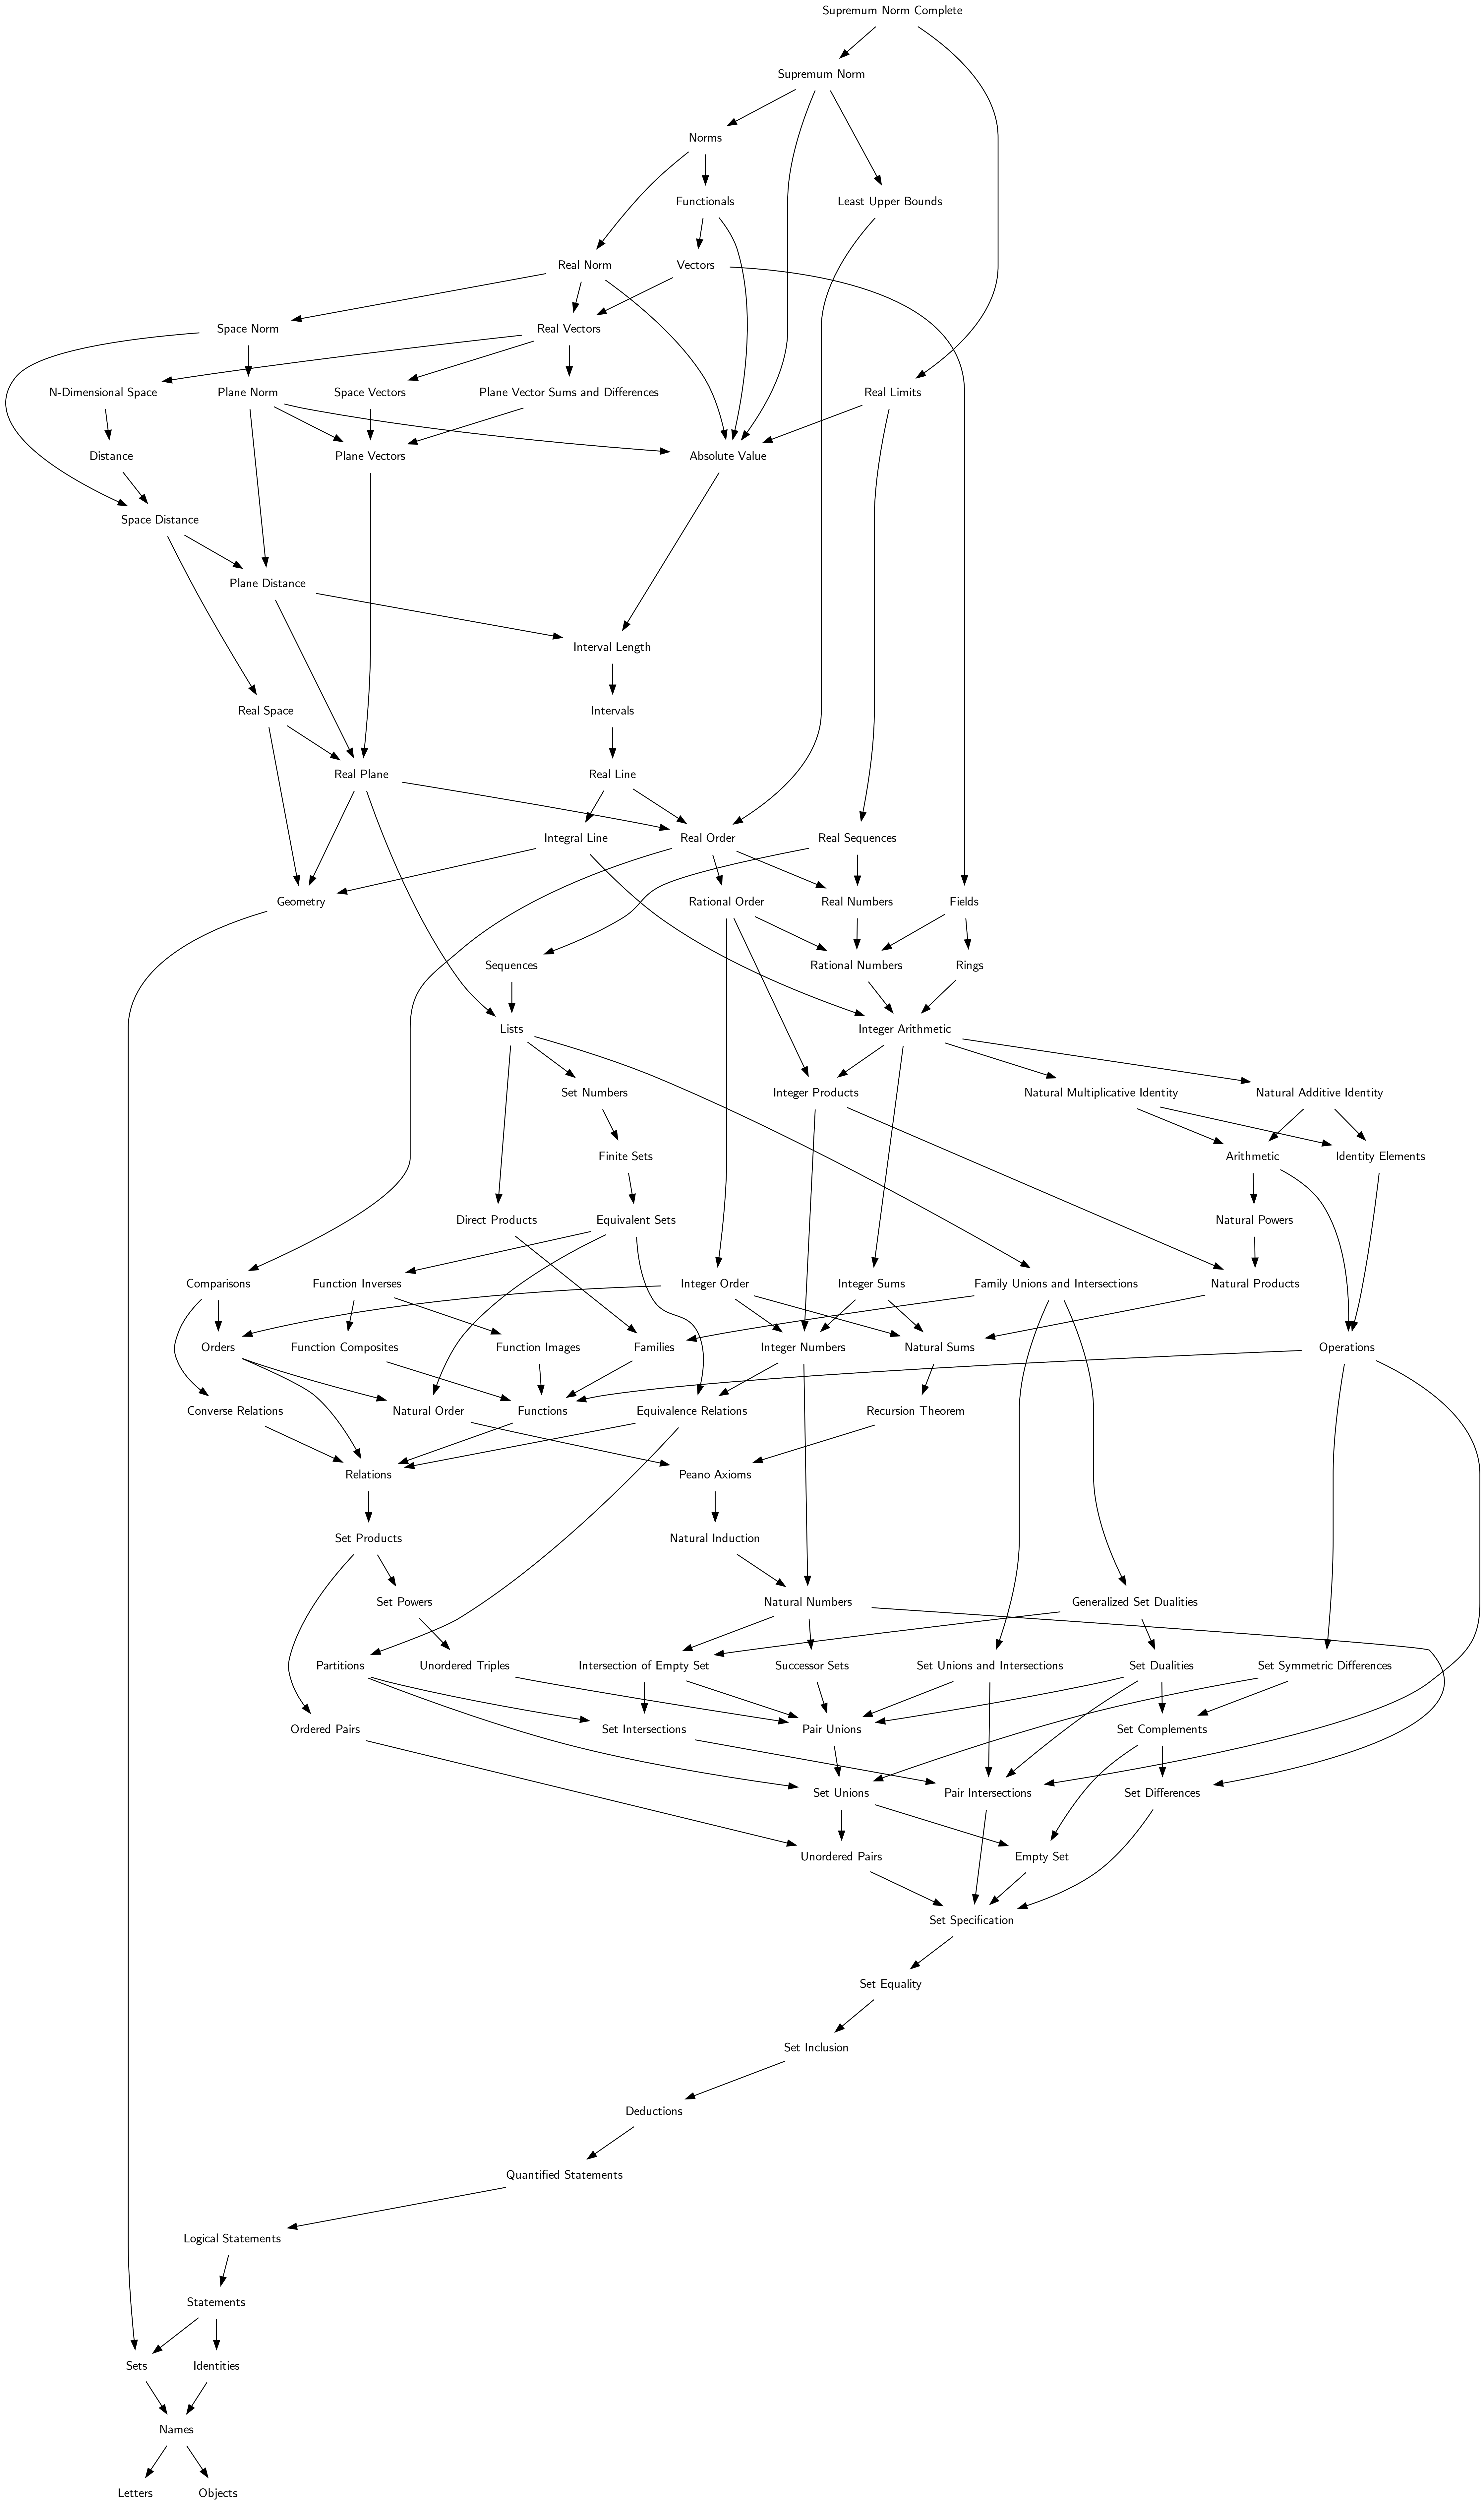 Supremum Norm Complete
Supremum Norm
Norms
Functionals
Least Upper Bounds
Real Norm
Vectors
Space Norm
Real Vectors
N-Dimensional Space
Plane Norm
Space Vectors
Plane Vector Sums and Differences
Real Limits
Distance
Plane Vectors
Absolute Value
Space Distance
Plane Distance
Interval Length
Real Space
Intervals
Real Plane
Real Line
Integral Line
Real Order
Real Sequences
Geometry
Rational Order
Real Numbers
Fields
Sequences
Rational Numbers
Rings
Lists
Integer Arithmetic
Set Numbers
Integer Products
Natural Multiplicative Identity
Natural Additive Identity
Finite Sets
Arithmetic
Identity Elements
Direct Products
Equivalent Sets
Natural Powers
Comparisons
Function Inverses
Integer Order
Integer Sums
Family Unions and Intersections
Natural Products
Orders
Function Composites
Function Images
Families
Integer Numbers
Natural Sums
Operations
Converse Relations
Natural Order
Functions
Equivalence Relations
Recursion Theorem
Relations
Peano Axioms
Set Products
Natural Induction
Set Powers
Natural Numbers
Generalized Set Dualities
Partitions
Unordered Triples
Intersection of Empty Set
Successor Sets
Set Unions and Intersections
Set Dualities
Set Symmetric Differences
Ordered Pairs
Set Intersections
Pair Unions
Set Complements
Set Unions
Pair Intersections
Set Differences
Unordered Pairs
Empty Set
Set Specification
Set Equality
Set Inclusion
Deductions
Quantified Statements
Logical Statements
Statements
Sets
Identities
Names
Letters
Objects